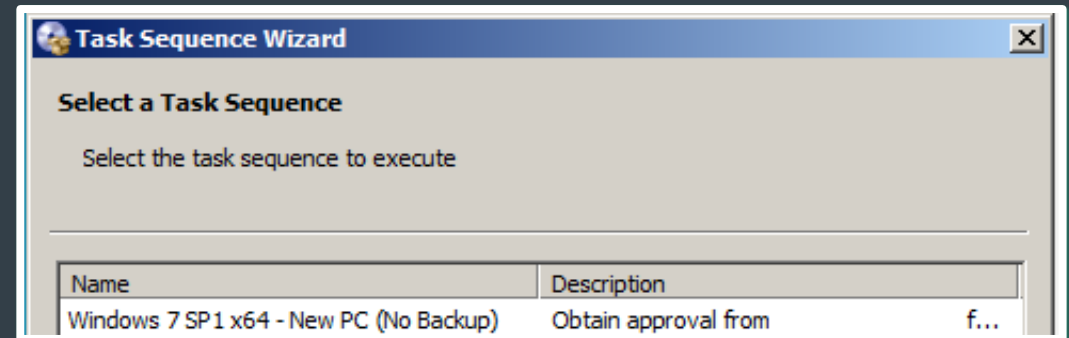 Task Sequence Wizard
Select a Task Sequence
Select the task sequence to execute
Name Description
Windows 7 SP1 x64 - New PC (No Backup) Obtain approval from f...